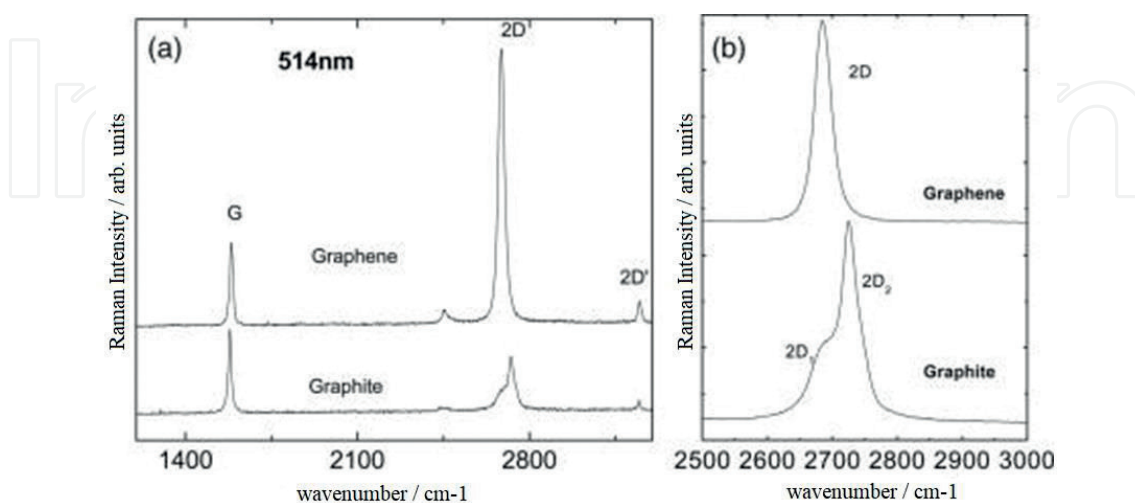 (a)
514nm
2D
G
Graphene
2D'
Graphite
1400 2100 2800
Raman Intensity / arb. units
wavenumber / cm-1
(b)
2D
Graphene
2D₂
2D₁
Graphite
2500 2600 2700 2800 2900 3000
Raman Intensity / arb. units
wavenumber / cm-1